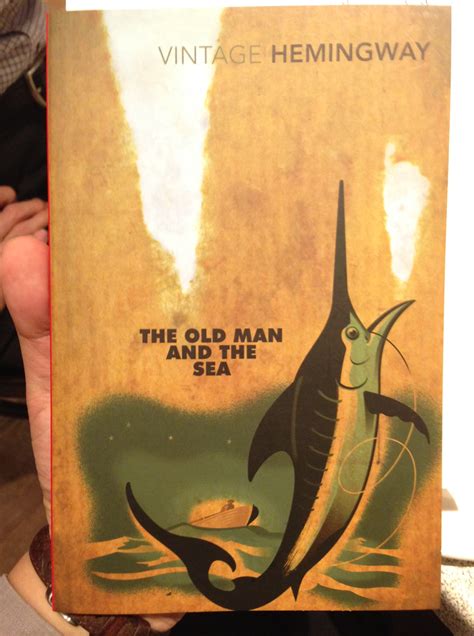 VINTAGE HEMINGWAY
THE OLD MAN
AND THE
SEA